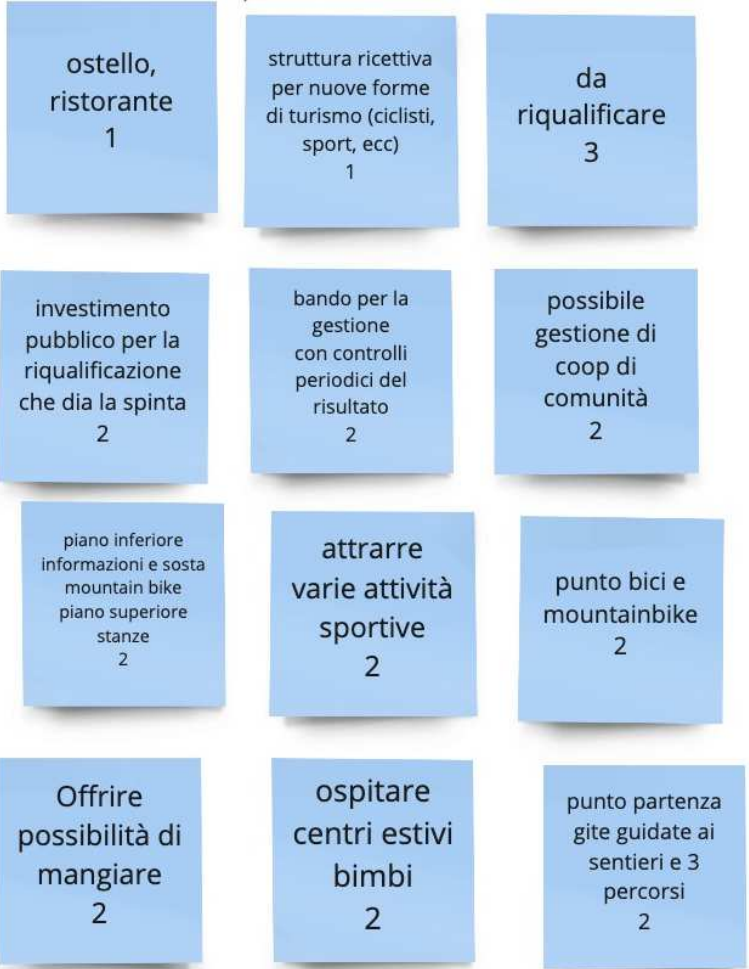 ostello,
ristorante
1
struttura ricettiva
per nuove forme
di turismo (ciclisti,
sport, ecc)
1
da
riqualificare
3
investimento
pubblico per la
riqualificazione
che dia la spinta
2
bando per la
gestione
con controlli
periodici del
risultato
2
possibile
gestione di
coop di
comunità
2
piano inferiore
informazioni e sosta
mountain bike
piano superiore
stanze
2
attrarre
varie attività
sportive
2
punto bici e
mountainbike
2
Offrire
possibilità di
mangiare
2
ospitare
centri estivi
bimbi
2
punto partenza
gite guidate ai
sentieri e 3
percorsi
2